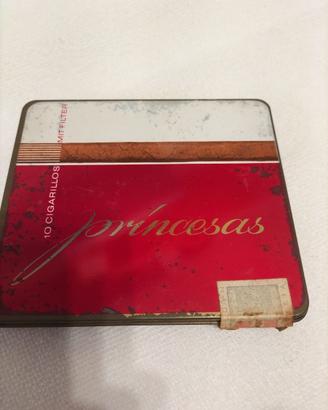 10 CIGARILLOS MIT FILTER
princesas